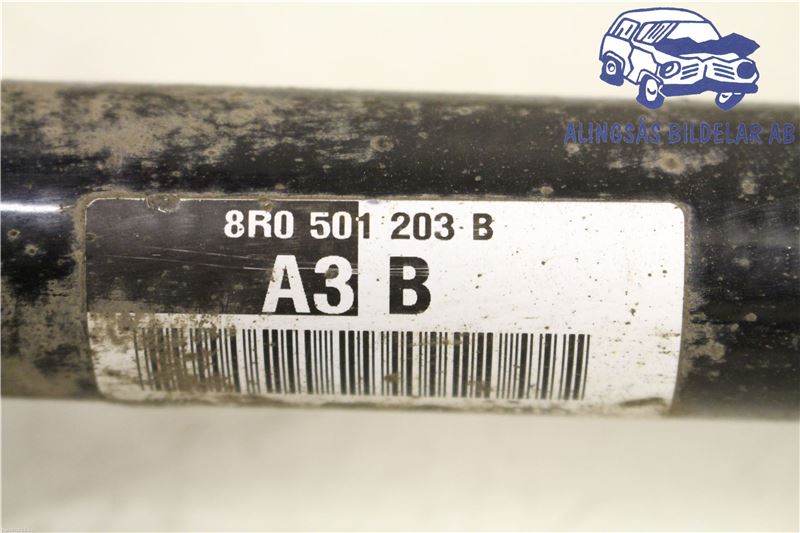 ALINGSÅS BILDELAR AB
8R0 501 203 B
A3 B